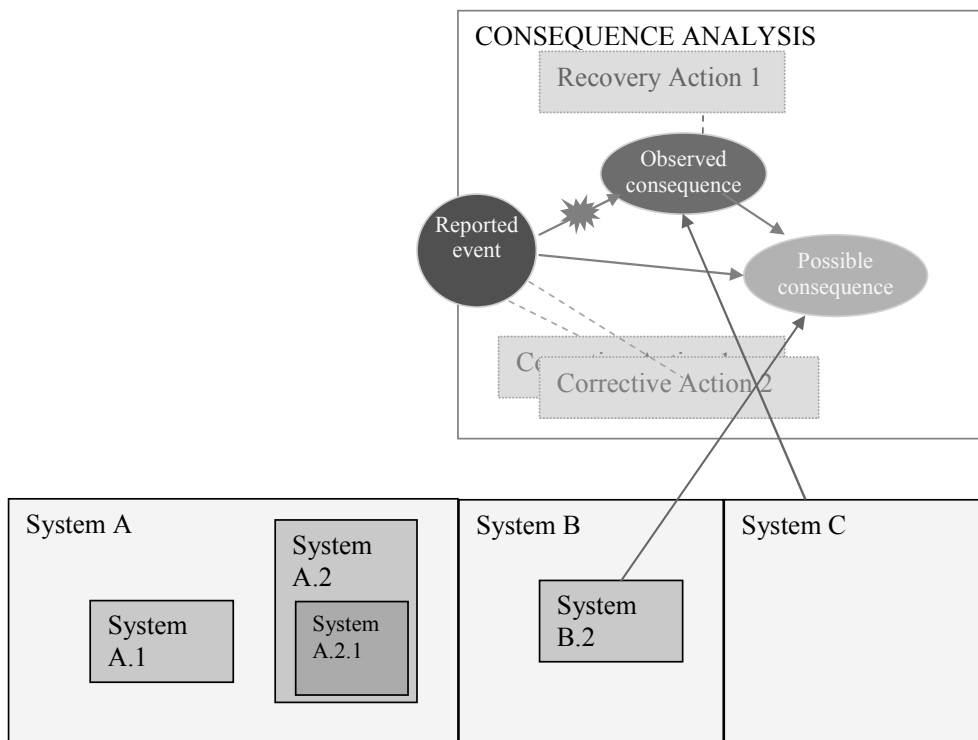 CONSEQUENCE ANALYSIS
Recovery Action 1
Observed
consequence
Reported
event
Possible
consequence
Corrective Action 2
System A
System
A.1
System
A.2
System
A.2.1
System B
System
B.2
System C